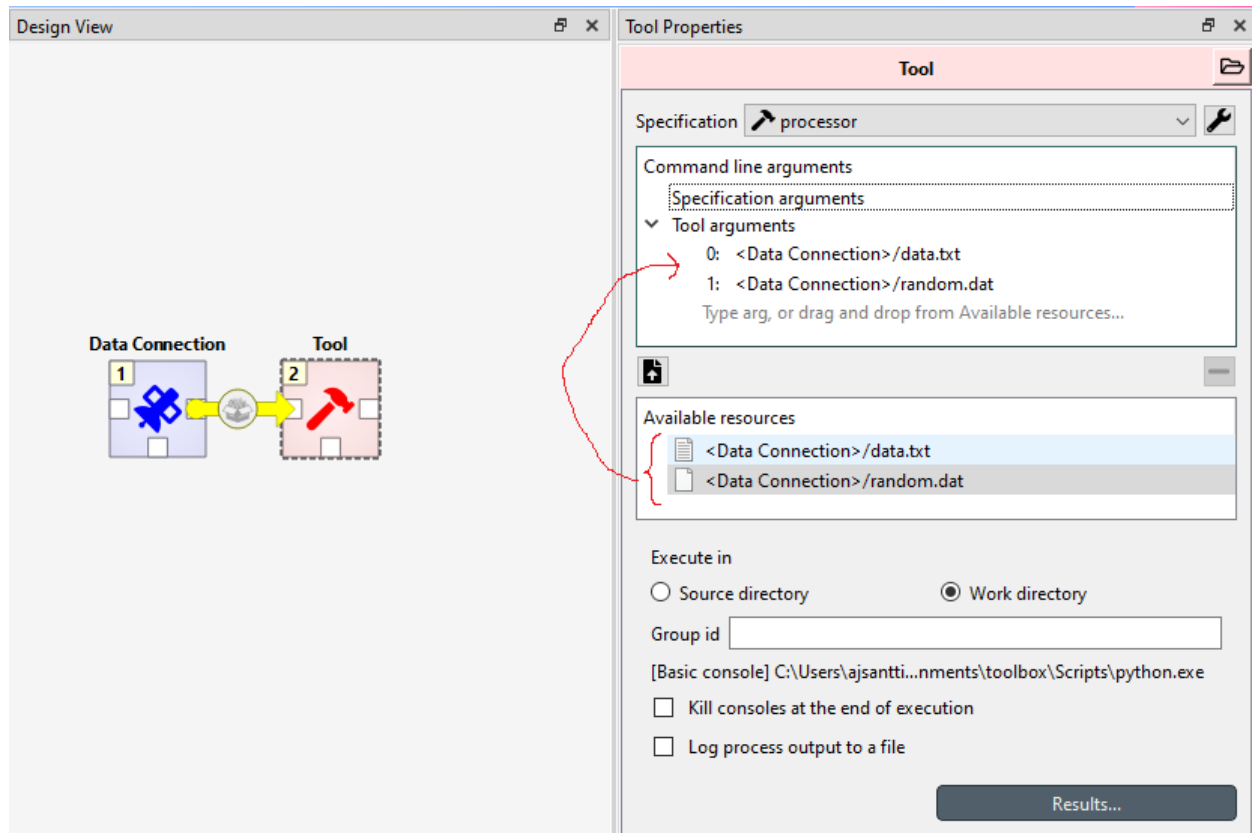 Design View
Data Connection
Tool
1
2
Tool Properties
Tool
Specification processor
Command line arguments
Specification arguments
Tool arguments
0: <Data Connection>/data.txt
1: <Data Connection>/random.dat
Type arg, or drag and drop from Available resources...
Available resources
<Data Connection>/data.txt
<Data Connection>/random.dat
Execute in
Source directory
Work directory
Group id
[Basic console] C:\Users\ajsantti...nments\toolbox\Scripts\python.exe
Kill consoles at the end of execution
Log process output to a file
Results...